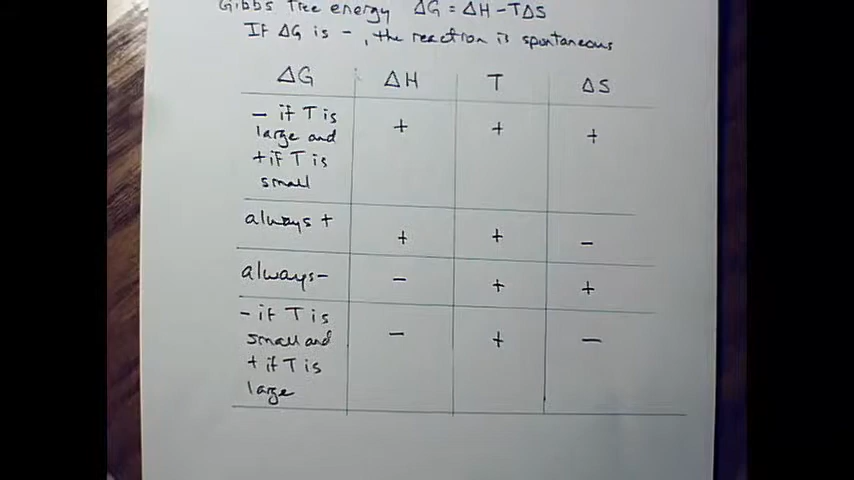 Gibbs free energy ΔG = ΔH - TΔS
If ΔG is - , the reaction is spontaneous
ΔG ΔH T ΔS
- if T is
large and + + +
+ if T is
small
always + + + -
always - - + +
- if T is
small and - + -
+ if T is
large